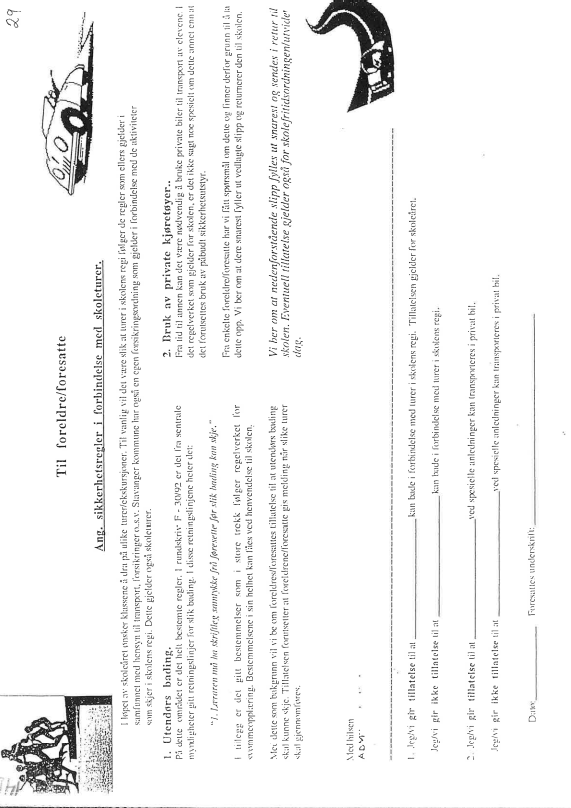 29
Til foreldre/foresatte
Ang. sikkerhetsregler i forbindelse med skoleturer.
I løpet av skoleåret ønsker klassene å dra på ulike turer/ekskursjoner. Til vanlig vil det være slik at turer i skolens regi følger de regler som ellers gjelder i
samfunnet med hensyn til transport, forsikringer o.s.v. Stavanger kommune har også en egen forsikringsordning som gjelder i forbindelse med de aktiviteter
som skjer i skolens regi. Dette gjelder også skoleturer.
1. Utendørs bading.
På dette området er det helt bestemte regler. I rundskriv F - 30/92 er det fra sentrale
myndigheter gitt retningslinjer for slik bading. I disse retningslinjene heter det:
"1. Læraren må ha skriftleg samtykke frå føresette før slik bading kan skje."
I tillegg er det gitt bestemmelser som i store trekk følger regelverket for
svømmeopplæring. Bestemmelsene i sin helhet kan fåes ved henvendelse til skolen.
Med dette som bakgrunn vil vi be om foreldres/foresattes tillatelse til at utendørs bading
skal kunne skje. Tillatelsen forutsetter at foreldrene/foresatte gis melding når slike turer
skal gjennomføres.
Med hilsen
2. Bruk av private kjøretøyer..
Fra tid til annen kan det være nødvendig å bruke private biler til transport av elevene. I
det regelverket som gjelder for skolen, er det ikke sagt noe spesielt om dette annet enn at
det forutsettes bruk av påbudt sikkerhetsutstyr.
Fra enkelte foreldre/foresatte har vi fått spørsmål om dette og finner derfor grunn til å ta
dette opp. Vi ber om at dere snarest fyller ut vedlagte slipp og returnerer den til skolen.
Vi ber om at nedenforstående slipp fylles ut snarest og sendes i retur til
skolen. Eventuell tillatelse gjelder også for skolefritidsordningen/utvidet
dag.
1. Jeg/vi gir tillatelse til at ____________ kan bade i forbindelse med turer i skolens regi. Tillatelsen gjelder for skoleåret.
Jeg/vi gir ikke tillatelse til at ____________ kan bade i forbindelse med turer i skolens regi.
2. Jeg/vi gir tillatelse til at ____________ ved spesielle anledninger kan transporteres i privat bil.
Jeg/vi gir ikke tillatelse til at ____________ ved spesielle anledninger kan transporteres i privat bil.
Dato:____________ Foresattes underskrift:____________